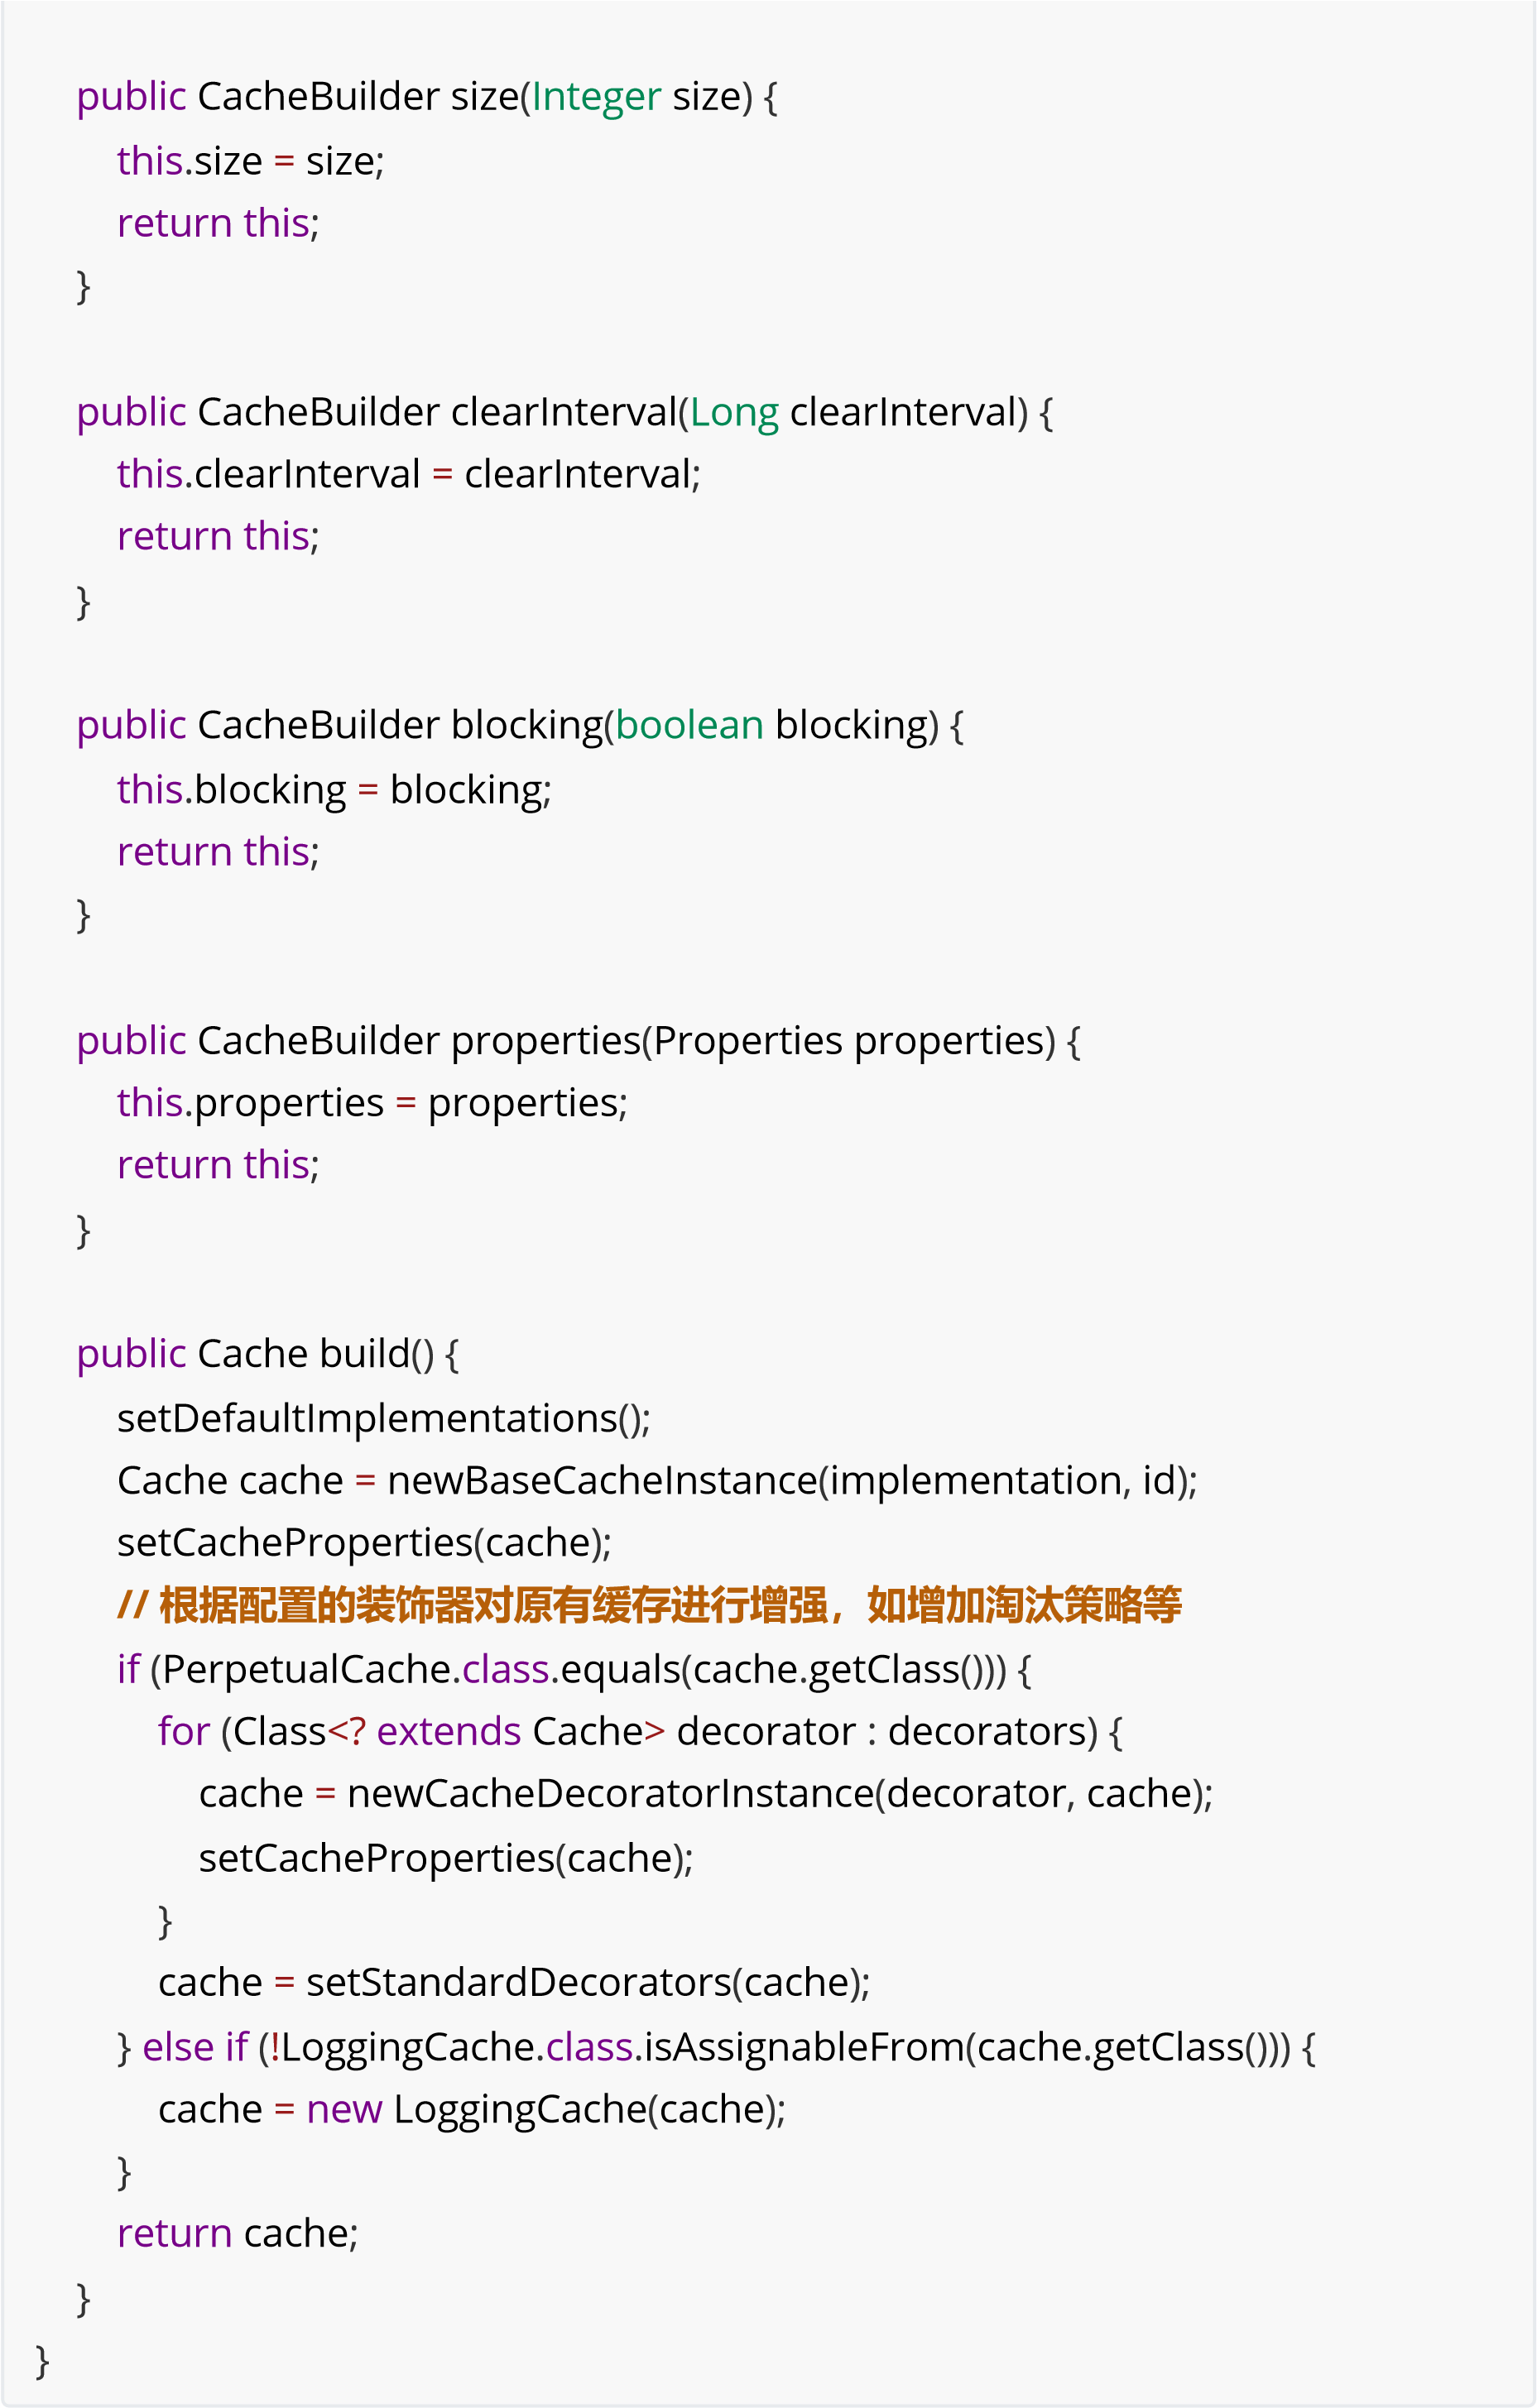 public CacheBuilder size(Integer size) {
this.size = size;
return this;
}
public CacheBuilder clearInterval(Long clearInterval) {
this.clearInterval = clearInterval;
return this;
}
public CacheBuilder blocking(boolean blocking) {
this.blocking = blocking;
return this;
}
public CacheBuilder properties(Properties properties) {
this.properties = properties;
return this;
}
public Cache build() {
setDefaultImplementations();
Cache cache = newBaseCacheInstance(implementation, id);
setCacheProperties(cache);
// 根据配置的装饰器对原有缓存进行增强，如增加淘汰策略等
if (PerpetualCache.class.equals(cache.getClass())) {
for (Class<? extends Cache> decorator : decorators) {
cache = newCacheDecoratorInstance(decorator, cache);
setCacheProperties(cache);
}
cache = setStandardDecorators(cache);
} else if (!LoggingCache.class.isAssignableFrom(cache.getClass())) {
cache = new LoggingCache(cache);
}
return cache;
}
}